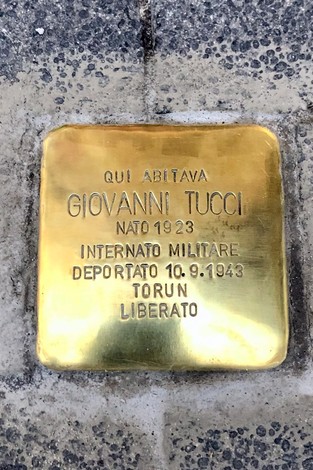 QUI ABITAVA
GIOVANNI TUCCI
NATO 1923
INTERNATO MILITARE
DEPORTATO 10.9.1943
TORUN
LIBERATO